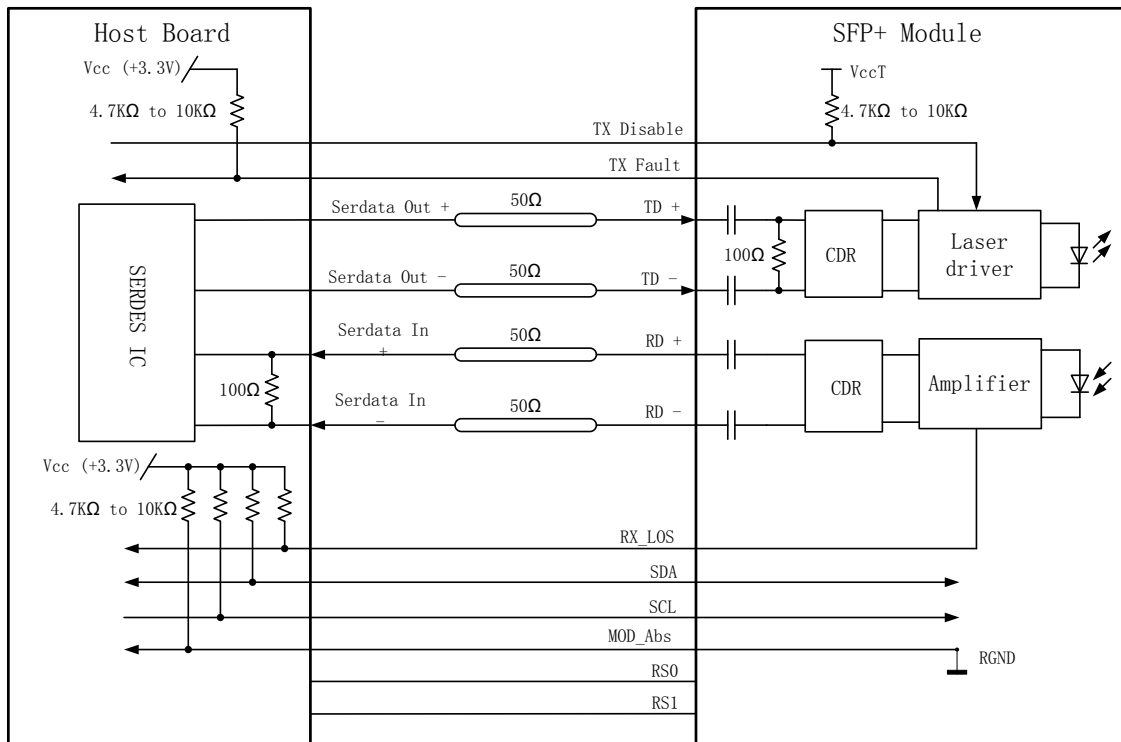 Host Board
SFP+ Module
Vcc (+3.3V)
VccT
4.7KΩ to 10KΩ
4.7KΩ to 10KΩ
TX Disable
TX Fault
Serdata Out +
50Ω
TD +
SERDES IC
100Ω
CDR
Laser
driver
Serdata Out -
50Ω
TD -
Serdata In
+
50Ω
RD +
100Ω
CDR
Amplifier
Serdata In
-
50Ω
RD -
Vcc (+3.3V)
4.7KΩ to 10KΩ
RX_LOS
SDA
SCL
MOD_Abs
RGND
RS0
RS1